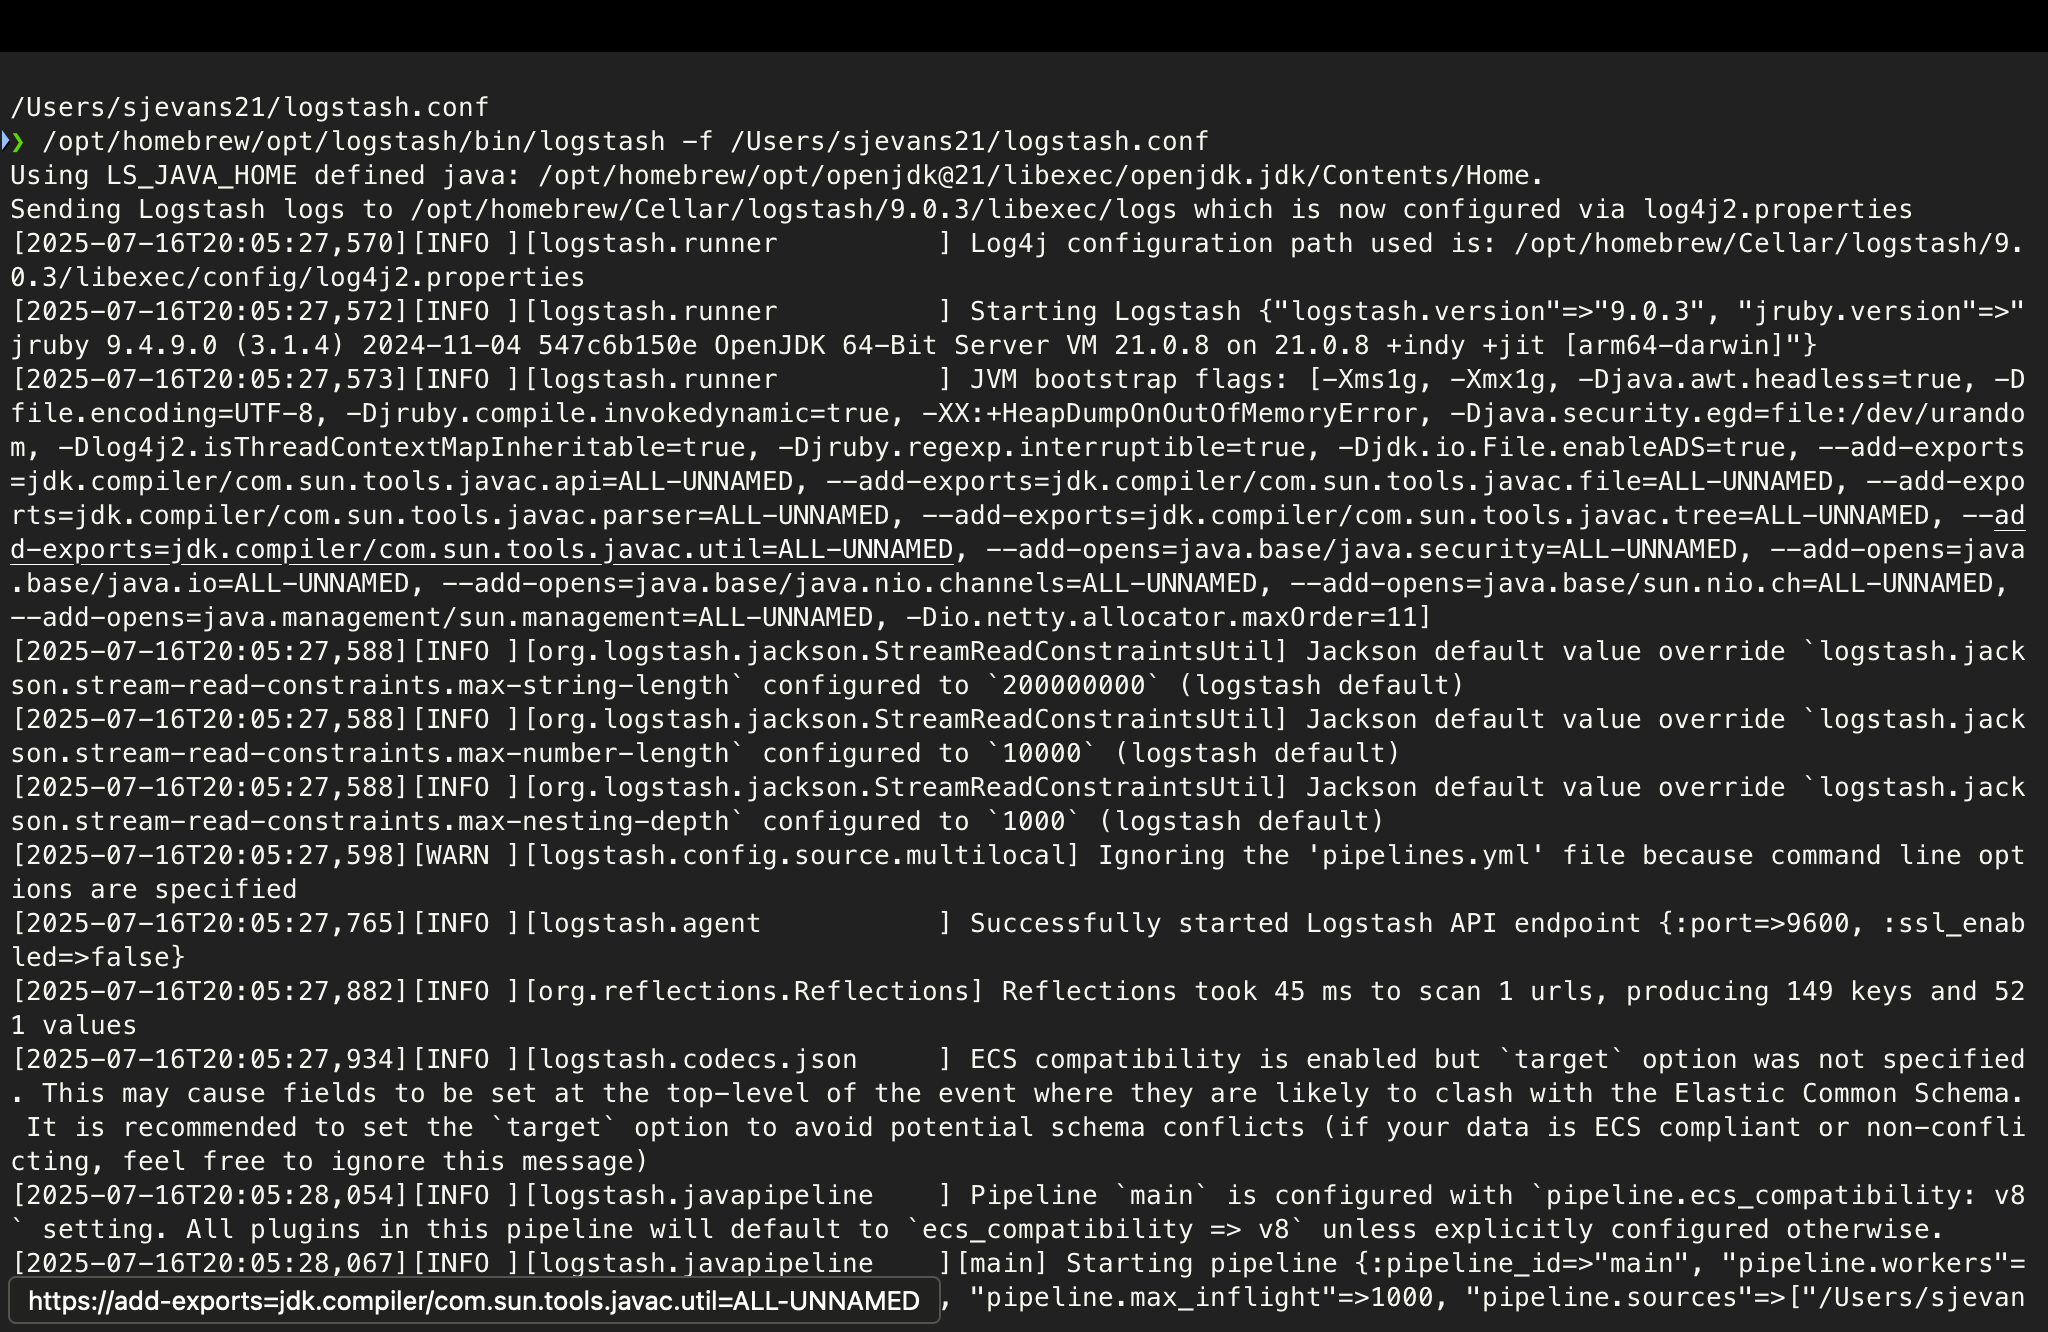 /Users/sjevans21/logstash.conf
❯ /opt/homebrew/opt/logstash/bin/logstash -f /Users/sjevans21/logstash.conf
Using LS_JAVA_HOME defined java: /opt/homebrew/opt/openjdk@21/libexec/openjdk.jdk/Contents/Home.
Sending Logstash logs to /opt/homebrew/Cellar/logstash/9.0.3/libexec/logs which is now configured via log4j2.properties
[2025-07-16T20:05:27,570][INFO ][logstash.runner          ] Log4j configuration path used is: /opt/homebrew/Cellar/logstash/9.
0.3/libexec/config/log4j2.properties
[2025-07-16T20:05:27,572][INFO ][logstash.runner          ] Starting Logstash {"logstash.version"=>"9.0.3", "jruby.version"=>"
jruby 9.4.9.0 (3.1.4) 2024-11-04 547c6b150e OpenJDK 64-Bit Server VM 21.0.8 on 21.0.8 +indy +jit [arm64-darwin]"}
[2025-07-16T20:05:27,573][INFO ][logstash.runner          ] JVM bootstrap flags: [-Xms1g, -Xmx1g, -Djava.awt.headless=true, -D
file.encoding=UTF-8, -Djruby.compile.invokedynamic=true, -XX:+HeapDumpOnOutOfMemoryError, -Djava.security.egd=file:/dev/urando
m, -Dlog4j2.isThreadContextMapInheritable=true, -Djruby.regexp.interruptible=true, -Djdk.io.File.enableADS=true, --add-exports
=jdk.compiler/com.sun.tools.javac.api=ALL-UNNAMED, --add-exports=jdk.compiler/com.sun.tools.javac.file=ALL-UNNAMED, --add-expo
rts=jdk.compiler/com.sun.tools.javac.parser=ALL-UNNAMED, --add-exports=jdk.compiler/com.sun.tools.javac.tree=ALL-UNNAMED, --ad
d-exports=jdk.compiler/com.sun.tools.javac.util=ALL-UNNAMED, --add-opens=java.base/java.security=ALL-UNNAMED, --add-opens=java
.base/java.io=ALL-UNNAMED, --add-opens=java.base/java.nio.channels=ALL-UNNAMED, --add-opens=java.base/sun.nio.ch=ALL-UNNAMED,
--add-opens=java.management/sun.management=ALL-UNNAMED, -Dio.netty.allocator.maxOrder=11]
[2025-07-16T20:05:27,588][INFO ][org.logstash.jackson.StreamReadConstraintsUtil] Jackson default value override `logstash.jack
son.stream-read-constraints.max-string-length` configured to `200000000` (logstash default)
[2025-07-16T20:05:27,588][INFO ][org.logstash.jackson.StreamReadConstraintsUtil] Jackson default value override `logstash.jack
son.stream-read-constraints.max-number-length` configured to `10000` (logstash default)
[2025-07-16T20:05:27,588][INFO ][org.logstash.jackson.StreamReadConstraintsUtil] Jackson default value override `logstash.jack
son.stream-read-constraints.max-nesting-depth` configured to `1000` (logstash default)
[2025-07-16T20:05:27,598][WARN ][logstash.config.source.multilocal] Ignoring the 'pipelines.yml' file because command line opt
ions are specified
[2025-07-16T20:05:27,765][INFO ][logstash.agent           ] Successfully started Logstash API endpoint {:port=>9600, :ssl_enab
led=>false}
[2025-07-16T20:05:27,882][INFO ][org.reflections.Reflections] Reflections took 45 ms to scan 1 urls, producing 149 keys and 52
1 values
[2025-07-16T20:05:27,934][INFO ][logstash.codecs.json     ] ECS compatibility is enabled but `target` option was not specified
. This may cause fields to be set at the top-level of the event where they are likely to clash with the Elastic Common Schema.
 It is recommended to set the `target` option to avoid potential schema conflicts (if your data is ECS compliant or non-confli
cting, feel free to ignore this message)
[2025-07-16T20:05:28,054][INFO ][logstash.javapipeline    ] Pipeline `main` is configured with `pipeline.ecs_compatibility: v8
` setting. All plugins in this pipeline will default to `ecs_compatibility => v8` unless explicitly configured otherwise.
[2025-07-16T20:05:28,067][INFO ][logstash.javapipeline    ][main] Starting pipeline {:pipeline_id=>"main", "pipeline.workers"=
https://add-exports=jdk.compiler/com.sun.tools.javac.util=ALL-UNNAMED , "pipeline.max_inflight"=>1000, "pipeline.sources"=>["/Users/sjevan